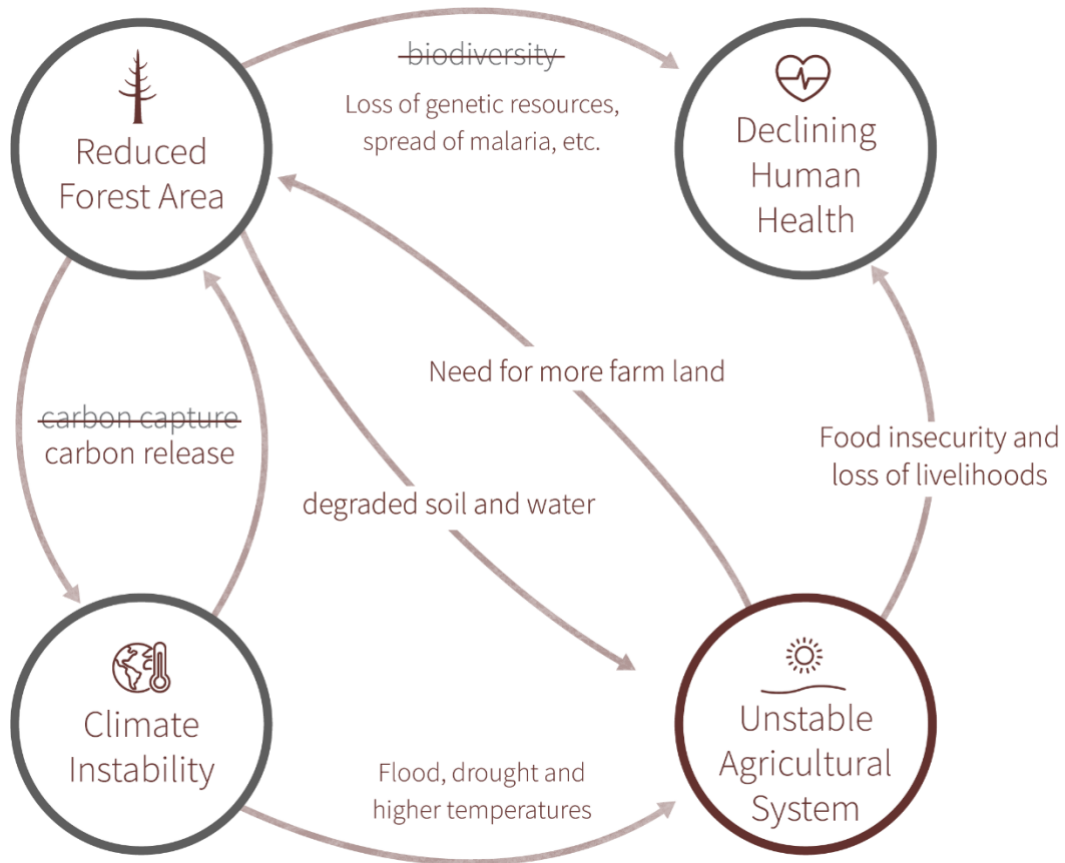 biodiversity
Loss of genetic resources,
spread of malaria, etc.
Reduced
Forest Area
Declining
Human
Health
Need for more farm land
carbon capture
carbon release
Food insecurity and
loss of livelihoods
degraded soil and water
Climate
Instability
Flood, drought and
higher temperatures
Unstable
Agricultural
System